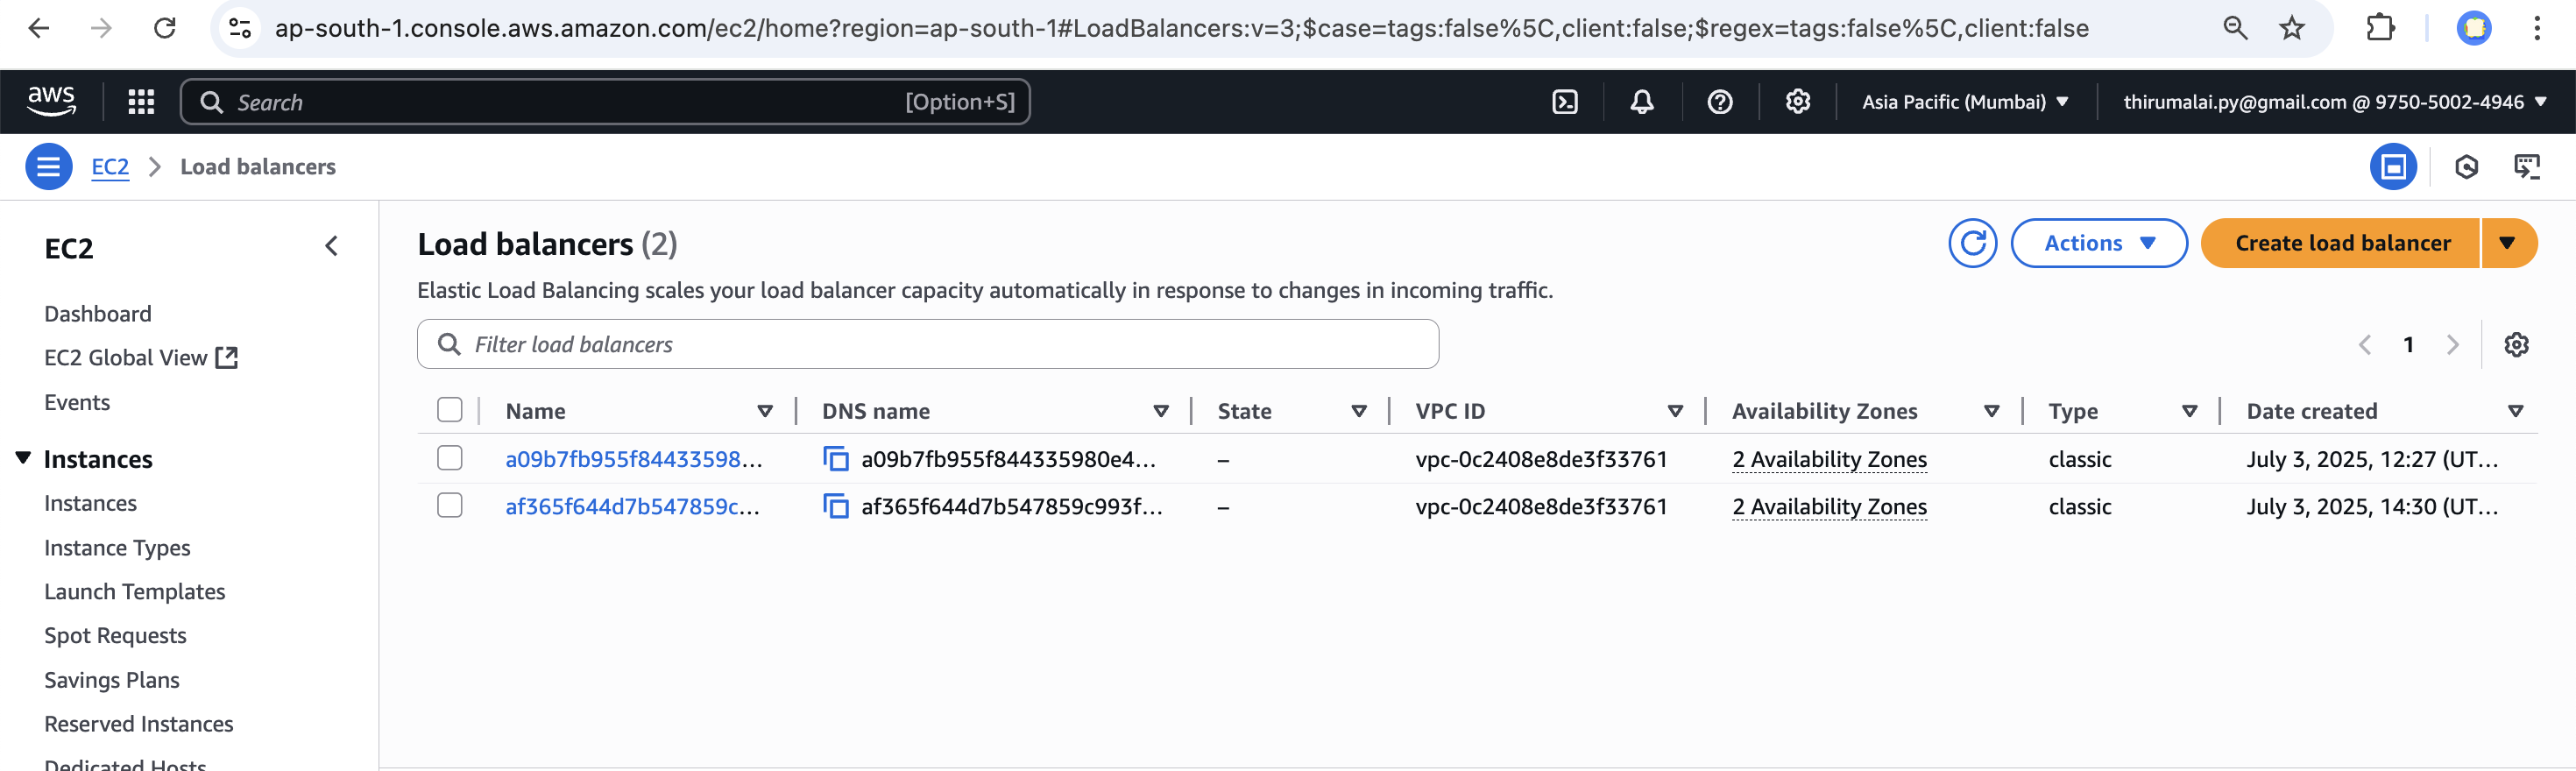 ap-south-1.console.aws.amazon.com/ec2/home?region=ap-south-1#LoadBalancers:v=3;$case=tags:false%5C,client:false;$regex=tags:false%5C,client:false
aws Search [Option+S] Asia Pacific (Mumbai) thirumalai.py@gmail.com @ 9750-5002-4946
EC2 Load balancers
EC2
Dashboard
EC2 Global View
Events
Instances
Instances
Instance Types
Launch Templates
Spot Requests
Savings Plans
Reserved Instances
Dedicated Hosts
Load balancers (2)
Actions
Create load balancer
Elastic Load Balancing scales your load balancer capacity automatically in response to changes in incoming traffic.
Filter load balancers
1
Name DNS name State VPC ID Availability Zones Type Date created
a09b7fb955f84433598... a09b7fb955f844335980e4... – vpc-0c2408e8de3f33761 2 Availability Zones classic July 3, 2025, 12:27 (UT...
af365f644d7b547859c... af365f644d7b547859c993f... – vpc-0c2408e8de3f33761 2 Availability Zones classic July 3, 2025, 14:30 (UT...